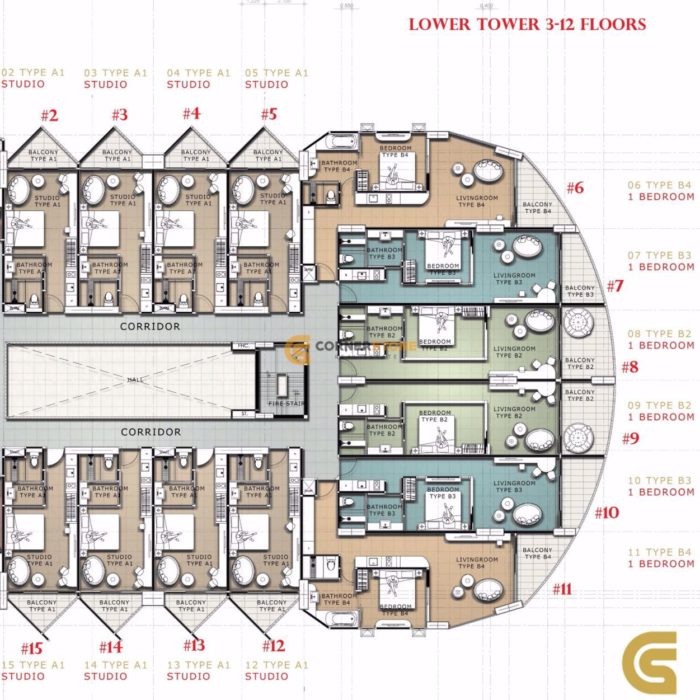 LOWER TOWER 3-12 FLOORS
02 TYPE A1 03 TYPE A1 04 TYPE A1 05 TYPE A1
STUDIO STUDIO STUDIO STUDIO
#2 #3 #4 #5
BALCONY BALCONY BALCONY BALCONY
TYPE A1 TYPE A1 TYPE A1 TYPE A1
STUDIO STUDIO STUDIO STUDIO
TYPE A1 TYPE A1 TYPE A1 TYPE A1
BATHROOM BATHROOM BATHROOM BATHROOM
TYPE A1 TYPE A1 TYPE A1 TYPE A1
BEDROOM
TYPE B4
BATHROOM
TYPE B4
LIVINGROOM
TYPE B4
BALCONY
TYPE B4
#6
06 TYPE B4
1 BEDROOM
BATHROOM
TYPE B3
BEDROOM
TYPE B3
LIVINGROOM
TYPE B3
BALCONY
TYPE B3
#7
07 TYPE B3
1 BEDROOM
CORRIDOR
HALL
FIRE STAIR
CORNERSTONE
BATHROOM
TYPE B2
BEDROOM
TYPE B2
LIVINGROOM
TYPE B2
BALCONY
TYPE B2
#8
08 TYPE B2
1 BEDROOM
BATHROOM
TYPE B2
BEDROOM
TYPE B2
LIVINGROOM
TYPE B2
BALCONY
TYPE B2
#9
09 TYPE B2
1 BEDROOM
CORRIDOR
BATHROOM
TYPE B3
BEDROOM
TYPE B3
LIVINGROOM
TYPE B3
BALCONY
TYPE B3
#10
10 TYPE B3
1 BEDROOM
LIVINGROOM
TYPE B4
BALCONY
TYPE B4
BATHROOM
TYPE B4
BEDROOM
TYPE B4
#11
11 TYPE B4
1 BEDROOM
BATHROOM BATHROOM BATHROOM BATHROOM
TYPE A1 TYPE A1 TYPE A1 TYPE A1
STUDIO STUDIO STUDIO STUDIO
TYPE A1 TYPE A1 TYPE A1 TYPE A1
BALCONY BALCONY BALCONY BALCONY
TYPE A1 TYPE A1 TYPE A1 TYPE A1
#15 #14 #13 #12
15 TYPE A1 14 TYPE A1 13 TYPE A1 12 TYPE A1
STUDIO STUDIO STUDIO STUDIO